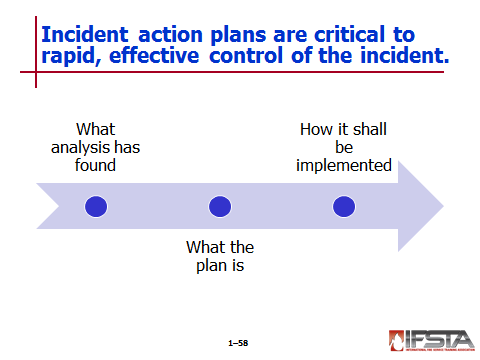 Incident action plans are critical to
rapid, effective control of the incident.
What
analysis has
found
How it shall
be
implemented
What the
plan is
1–58
IFSTA
INTERNATIONAL FIRE SERVICE TRAINING ASSOCIATION